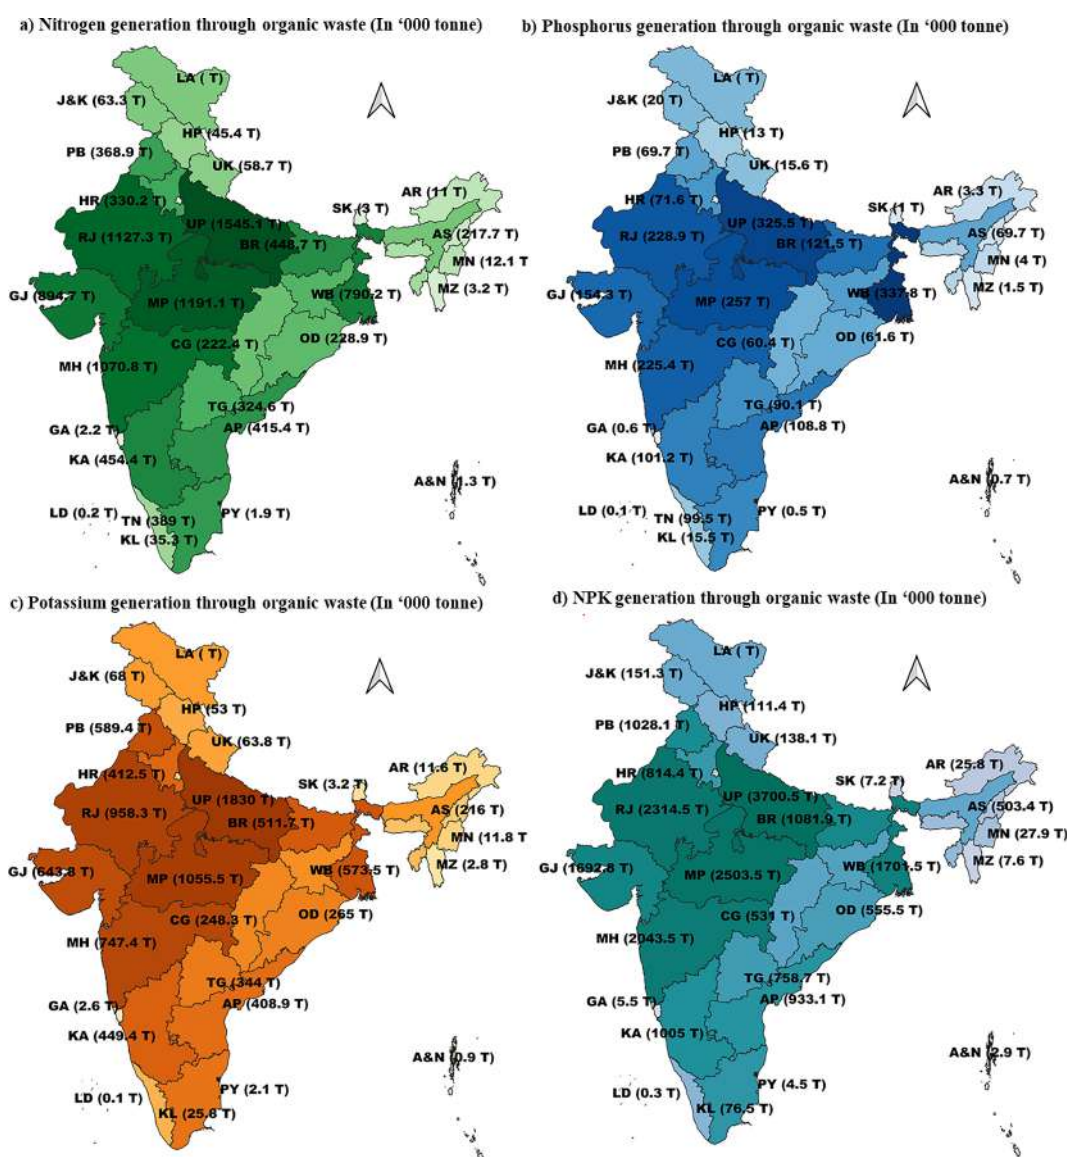 a) Nitrogen generation through organic waste (In ‘000 tonne)
LA ( T)
J&K (63.3 T)
HP (45.4 T)
PB (368.9 T)
UK (58.7 T)
HR (330.2 T)
AR (11 T)
SK (3 T)
UP (1545.1 T)
AS (217.7 T)
RJ (1127.3 T)
BR (448.7 T)
MN (12.1 T
MZ (3.2 T)
GJ (894.7 T)
WB (790.2 T)
MP (1191.1 T)
OD (228.9 T)
CG (222.4 T)
MH (1070.8 T)
TG (324.6 T)
AP (415.4 T)
GA (2.2 T)
KA (454.4 T)
A&N (1.3 T)
LD (0.2 T)
TN (389 T)
PY (1.9 T)
KL (35.3 T)
b) Phosphorus generation through organic waste (In ‘000 tonne)
LA ( T)
J&K (20 T)
HP (13 T)
PB (69.7 T)
UK (15.6 T)
HR (71.6 T)
AR (3.3 T)
SK (1 T)
UP (325.5 T)
AS (69.7 T)
RJ (228.9 T)
BR (121.5 T)
MN (4 T)
MZ (1.5 T)
GJ (154.3 T)
WB (337.8 T)
MP (257 T)
OD (61.6 T)
CG (60.4 T)
MH (225.4 T)
TG (90.1 T)
AP (108.8 T)
GA (0.6 T)
KA (101.2 T)
A&N (0.7 T)
LD (0.1 T)
TN (99.5 T)
PY (0.5 T)
KL (15.5 T)
c) Potassium generation through organic waste (In ‘000 tonne)
LA ( T)
J&K (68 T)
HP (53 T)
PB (589.4 T)
UK (63.8 T)
HR (412.5 T)
AR (11.6 T)
SK (3.2 T)
UP (1830 T)
AS (216 T)
RJ (958.3 T)
BR (511.7 T)
MN (11.8 T)
MZ (2.8 T)
GJ (643.8 T)
WB (573.5 T)
MP (1055.5 T)
OD (265 T)
CG (248.3 T)
MH (747.4 T)
TG (344 T)
AP (408.9 T)
GA (2.6 T)
KA (449.4 T)
A&N (0.9 T)
LD (0.1 T)
PY (2.1 T)
KL (25.8 T)
d) NPK generation through organic waste (In ‘000 tonne)
LA ( T)
J&K (151.3 T)
HP (111.4 T)
PB (1028.1 T)
UK (138.1 T)
HR (814.4 T)
AR (25.8 T)
SK (7.2 T)
UP (3700.5 T)
AS (503.4 T)
RJ (2314.5 T)
BR (1081.9 T)
MN (27.9 T)
MZ (7.6 T)
GJ (1692.8 T)
WB (1701.5 T)
MP (2503.5 T)
OD (555.5 T)
CG (531 T)
MH (2043.5 T)
TG (758.7 T)
AP (933.1 T)
GA (5.5 T)
KA (1005 T)
A&N (2.9 T)
LD (0.3 T)
PY (4.5 T)
KL (76.5 T)